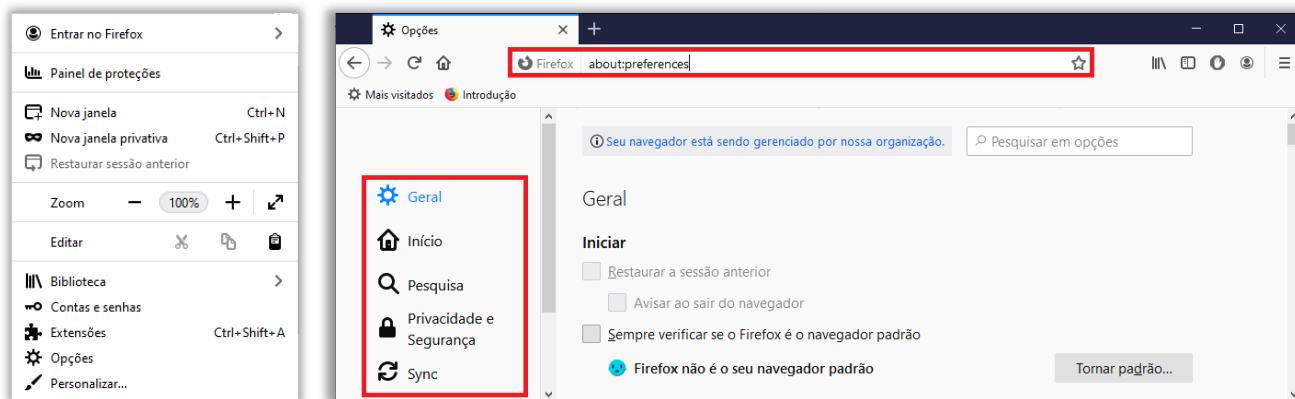 Entrar no Firefox
Painel de proteções
Nova janela Ctrl+N
Nova janela privativa Ctrl+Shift+P
Restaurar sessão anterior
Zoom 100%
Editar
Biblioteca
Contas e senhas
Extensões Ctrl+Shift+A
Opções
Personalizar...
Opções
Firefox about:preferences
Mais visitados Introdução
Seu navegador está sendo gerenciado por nossa organização. Pesquisar em opções
Geral
Início
Pesquisa
Privacidade e
Segurança
Sync
Geral
Iniciar
Restaurar a sessão anterior
Avisar ao sair do navegador
Sempre verificar se o Firefox é o navegador padrão
Firefox não é o seu navegador padrão Tornar padrão...